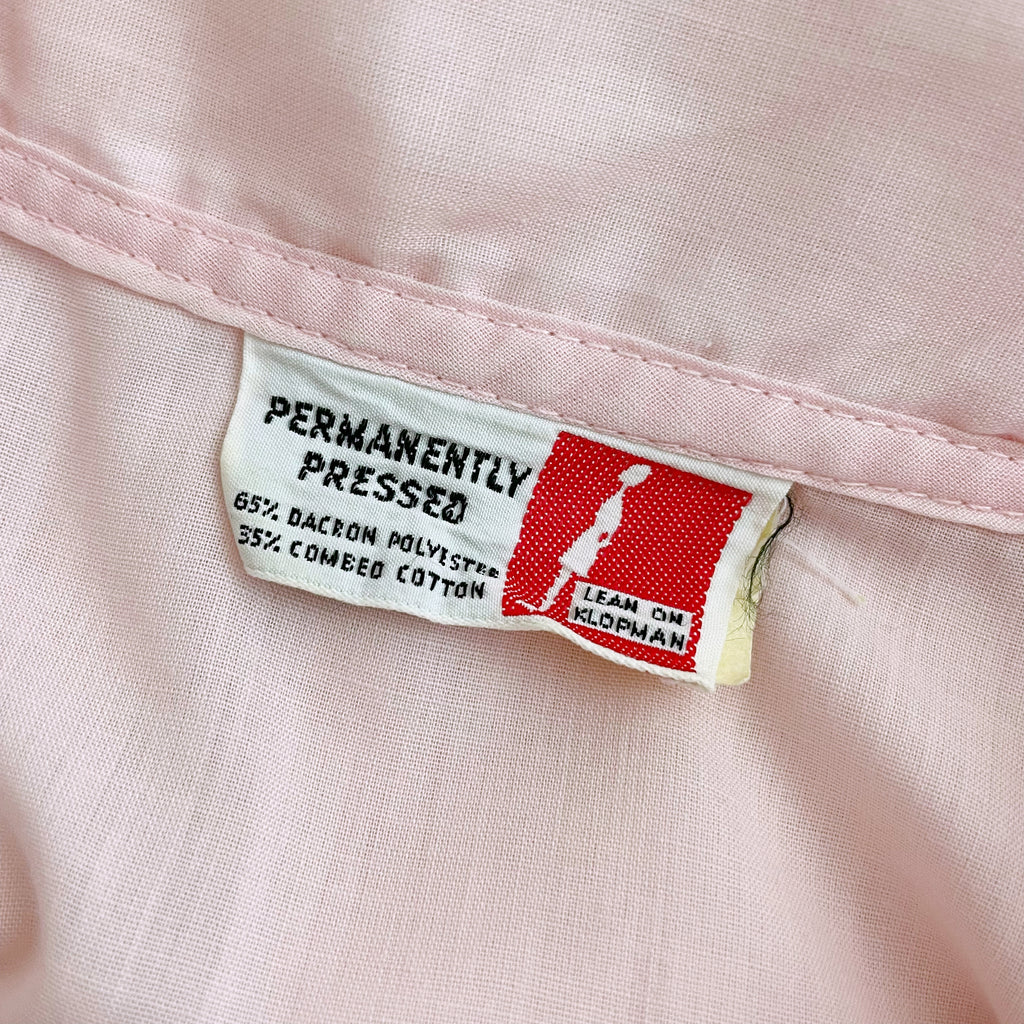 PERMANENTLY
PRESSED
65% DACRON POLYESTER
35% COMBED COTTON
LEAN ON
KLOPMAN